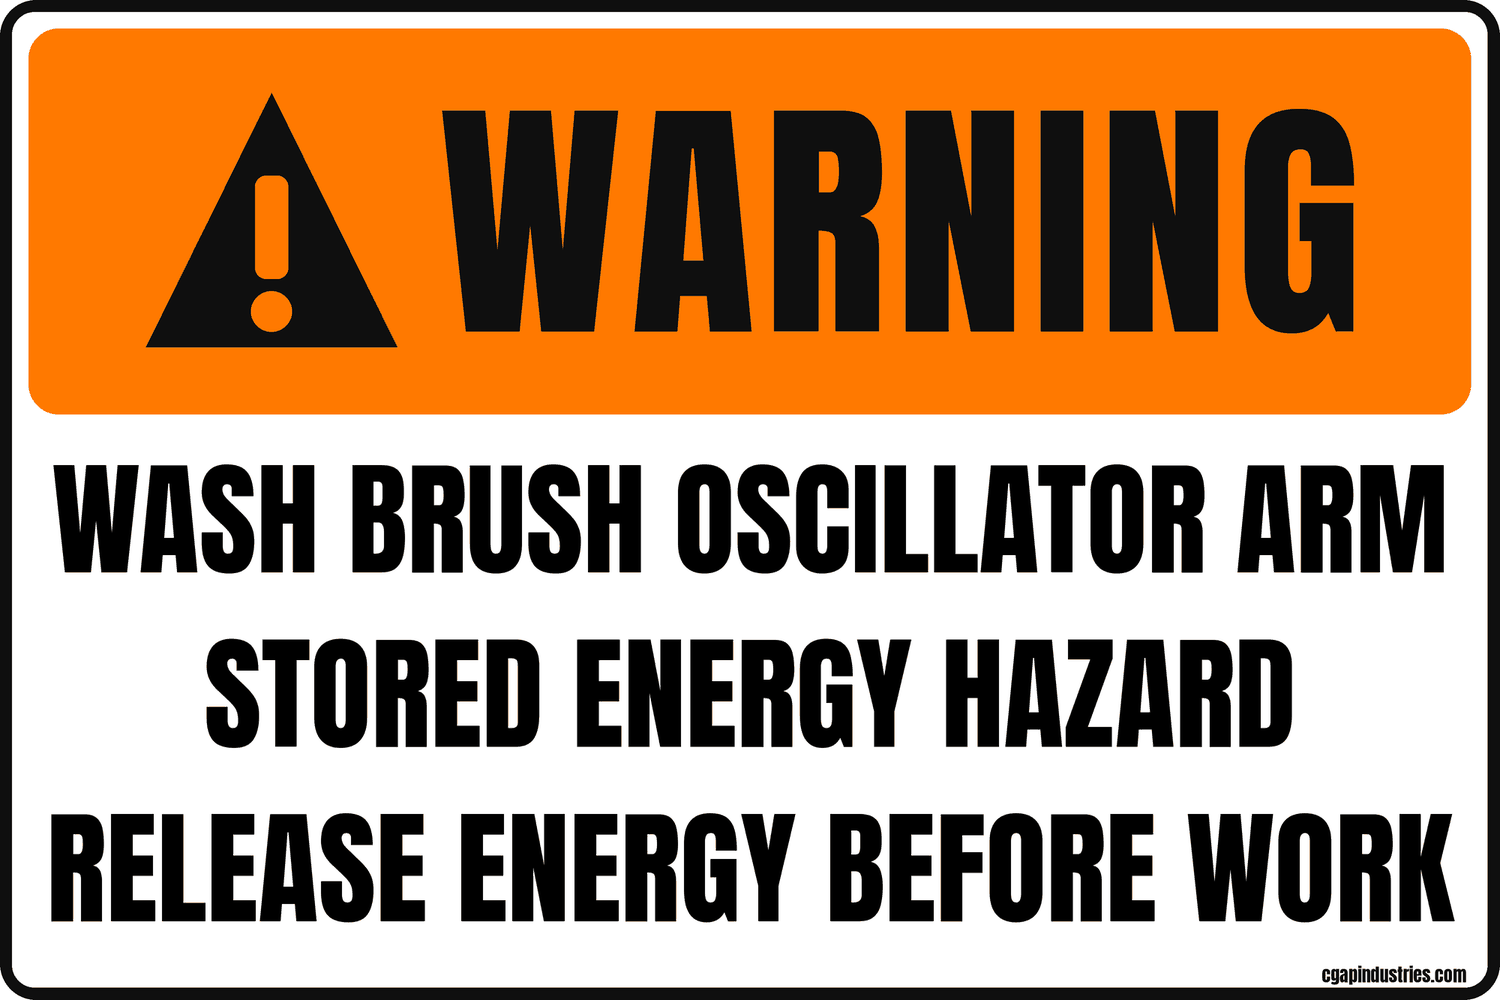 WARNING
WASH BRUSH OSCILLATOR ARM
STORED ENERGY HAZARD
RELEASE ENERGY BEFORE WORK
cgapindustries.com